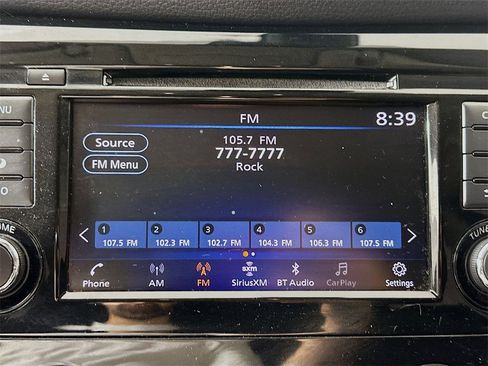 FM
8:39
Source
105.7 FM
777-7777
FM Menu
Rock
1 2 3 4 5 6
107.5 FM 102.3 FM 102.7 FM 104.3 FM 106.3 FM 107.5 FM
Phone AM FM sxm SiriusXM BT Audio CarPlay Settings